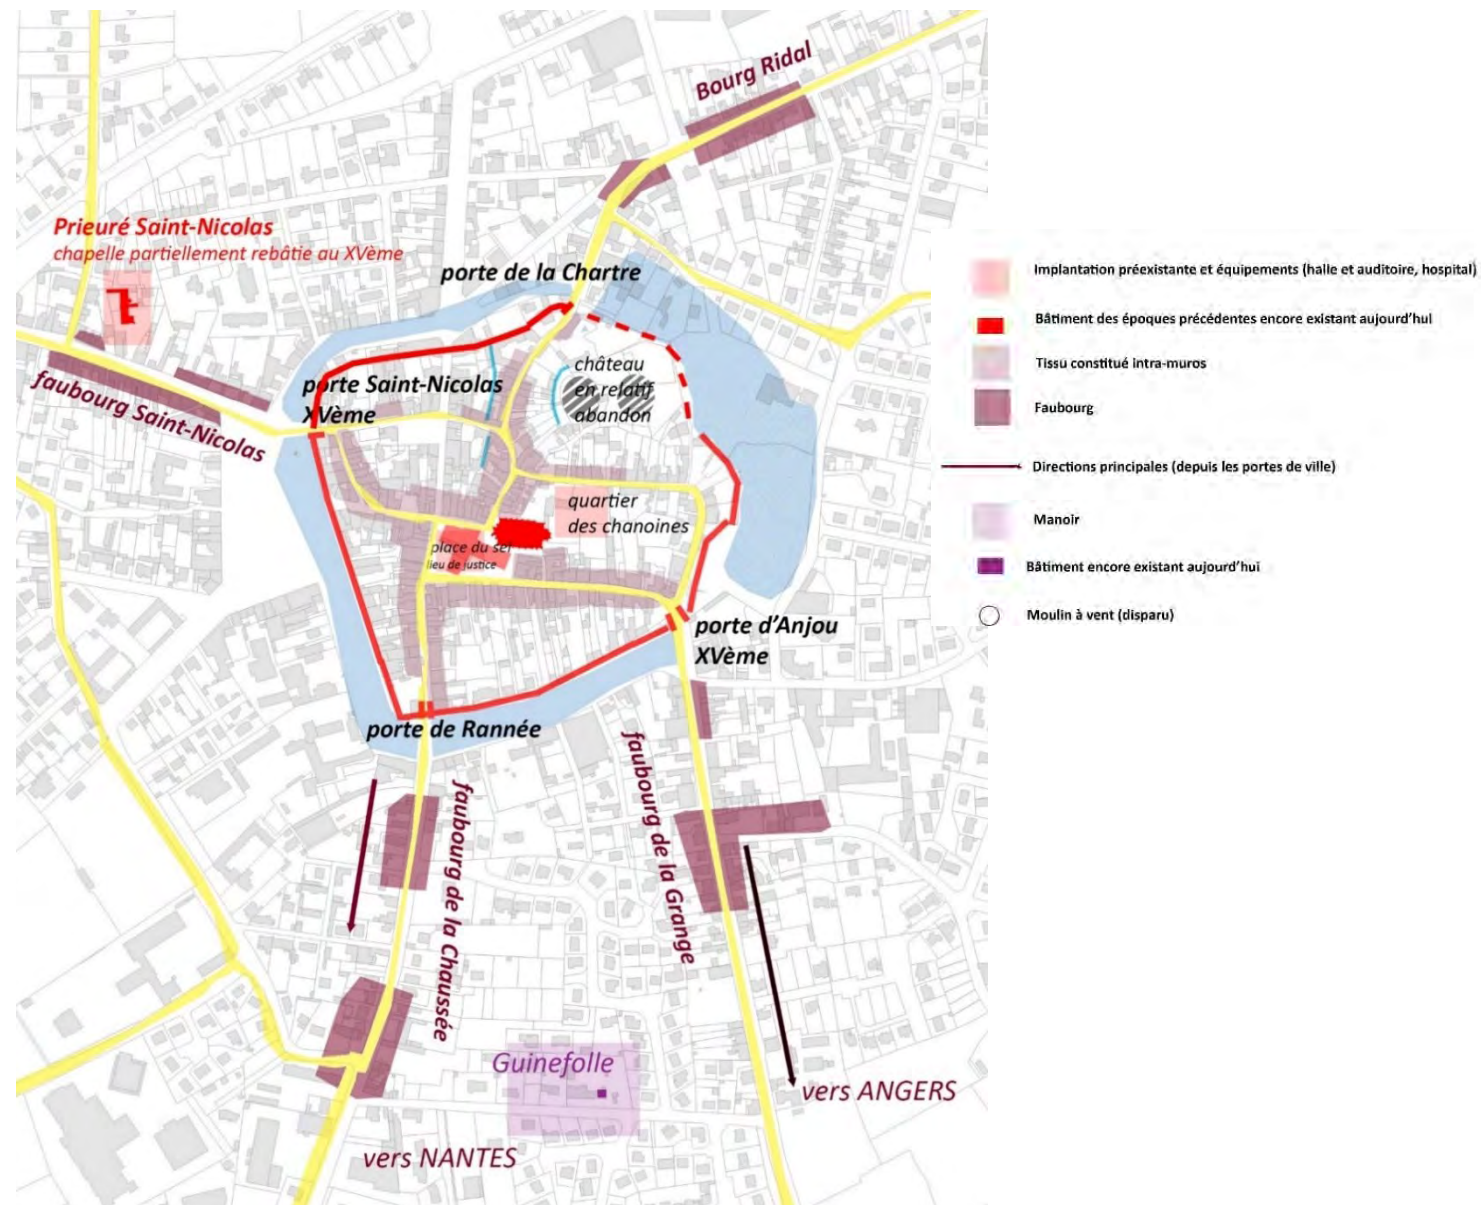 Bourg Ridal
Prieuré Saint-Nicolas
chapelle partiellement rebâtie au XVème
porte de la Chartre
faubourg Saint-Nicolas
porte Saint-Nicolas
XVème
château
en relatif
abandon
quartier
des chanoines
place du sel
lieu de justice
porte d'Anjou
XVème
porte de Rannée
faubourg de la Chaussée
faubourg de la Grange
Guinefolle
vers ANGERS
vers NANTES
Implantation préexistante et équipements (halle et auditoire, hospital)
Bâtiment des époques précédentes encore existant aujourd'hui
Tissu constitué intra-muros
Faubourg
Directions principales (depuis les portes de ville)
Manoir
Bâtiment encore existant aujourd'hui
Moulin à vent (disparu)